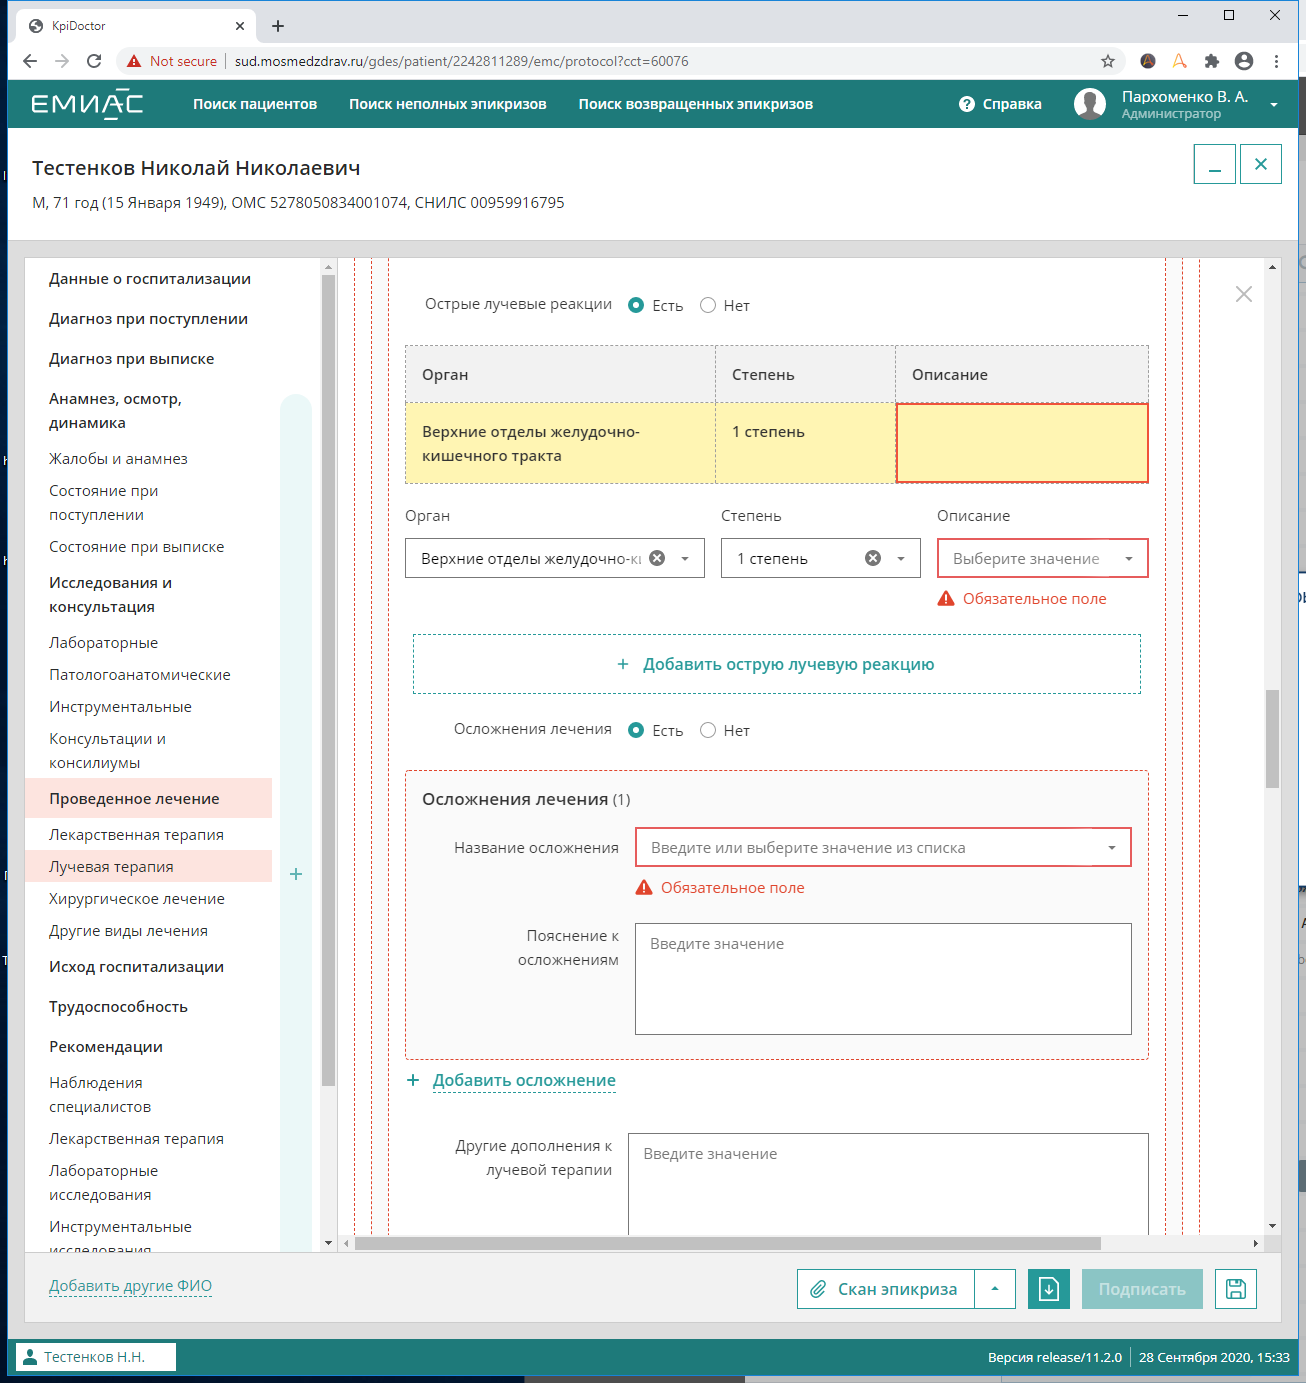 KpiDoctor
Not secure
sud.mosmedzdrav.ru/gdes/patient/2242811289/emc/protocol?cct=60076
ЕМИАС
Поиск пациентов
Поиск неполных эпикризов
Поиск возвращенных эпикризов
Справка
Пархоменко В. А.
Администратор
Тестенков Николай Николаевич
М, 71 год (15 Января 1949), ОМС 5278050834001074, СНИЛС 00959916795
Данные о госпитализации
Диагноз при поступлении
Диагноз при выписке
Анамнез, осмотр,
динамика
Жалобы и анамнез
Состояние при
поступлении
Состояние при выписке
Исследования и
консультация
Лабораторные
Патологоанатомические
Инструментальные
Консультации и
консилиумы
Проведенное лечение
Лекарственная терапия
Лучевая терапия
Хирургическое лечение
Другие виды лечения
Исход госпитализации
Трудоспособность
Рекомендации
Наблюдения
специалистов
Лекарственная терапия
Лабораторные
исследования
Инструментальные
исследования
Острые лучевые реакции
Есть
Нет
Орган
Степень
Описание
Верхние отделы желудочно-
кишечного тракта
1 степень
Орган
Степень
Описание
Верхние отделы желудочно-ки
1 степень
Выберите значение
Обязательное поле
+ Добавить острую лучевую реакцию
Осложнения лечения
Есть
Нет
Осложнения лечения (1)
Название осложнения
Введите или выберите значение из списка
Обязательное поле
Пояснение к
осложнениям
Введите значение
+ Добавить осложнение
Другие дополнения к
лучевой терапии
Введите значение
Добавить другие ФИО
Скан эпикриза
Подписать
Тестенков Н.Н.
Версия release/11.2.0
28 Сентября 2020, 15:33